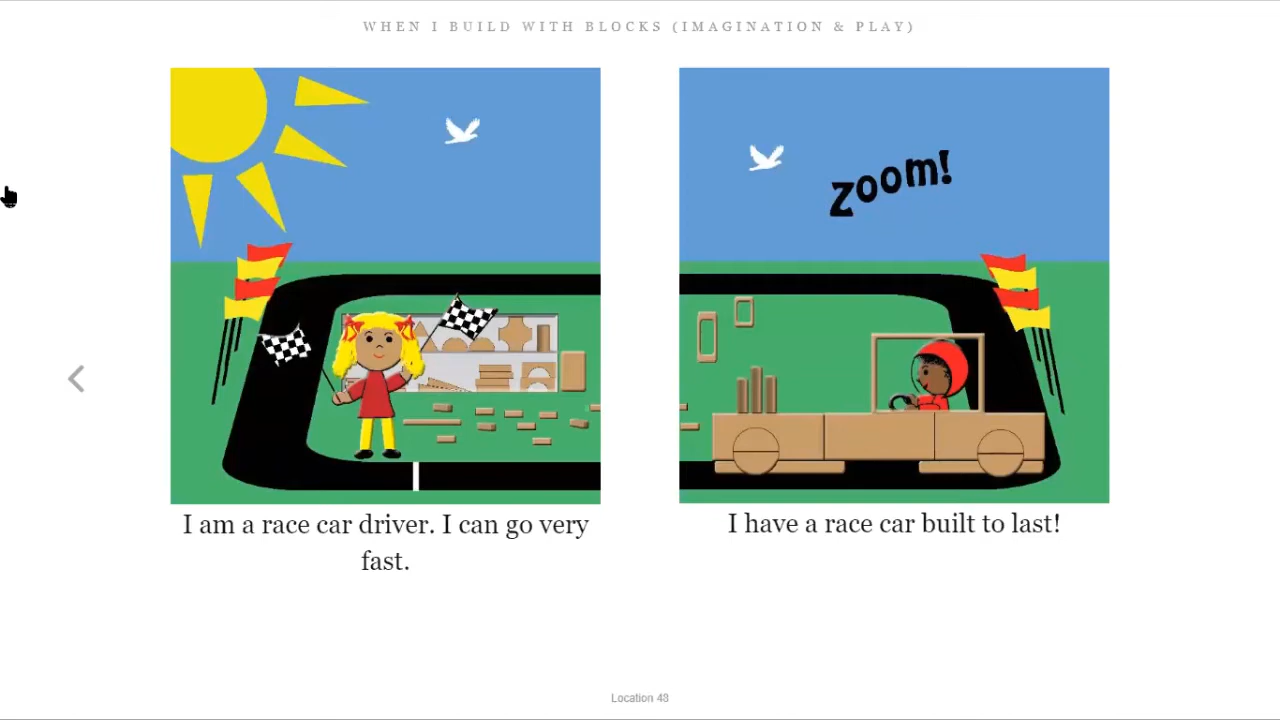 WHEN I BUILD WITH BLOCKS (IMAGINATION & PLAY)
zoom!
I am a race car driver. I can go very
fast.
I have a race car built to last!
Location 48